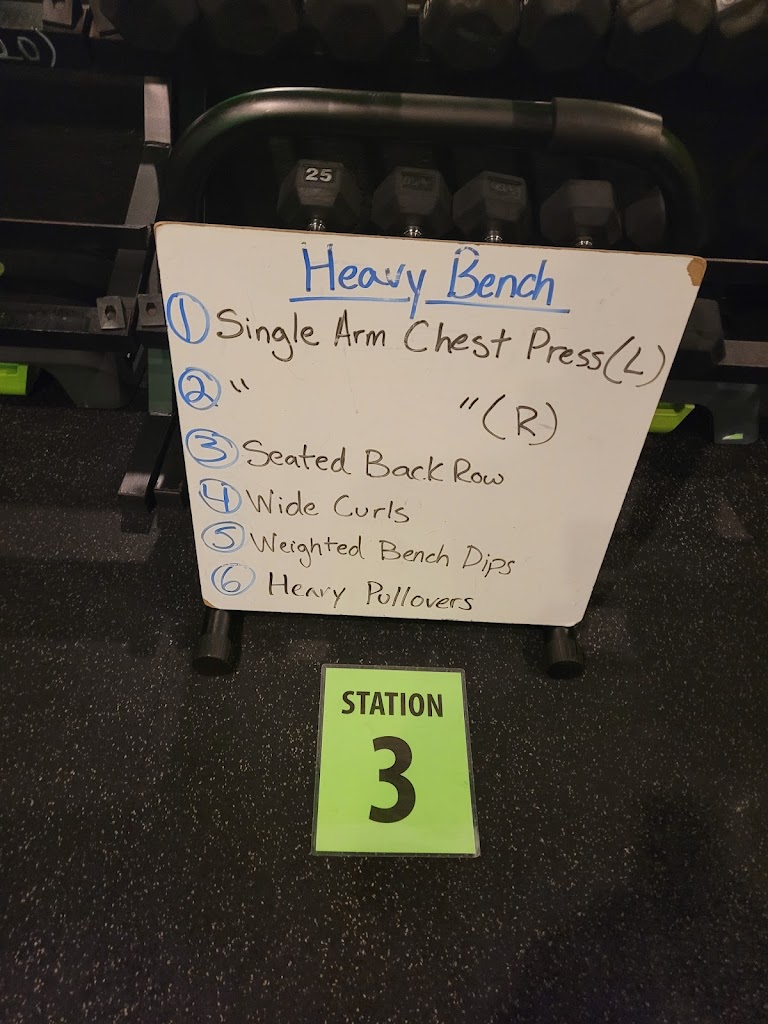 25
Heavy Bench
1 Single Arm Chest Press (L)
2 " " (R)
3 Seated Back Row
4 Wide Curls
5 Weighted Bench Dips
6 Heavy Pullovers
STATION
3